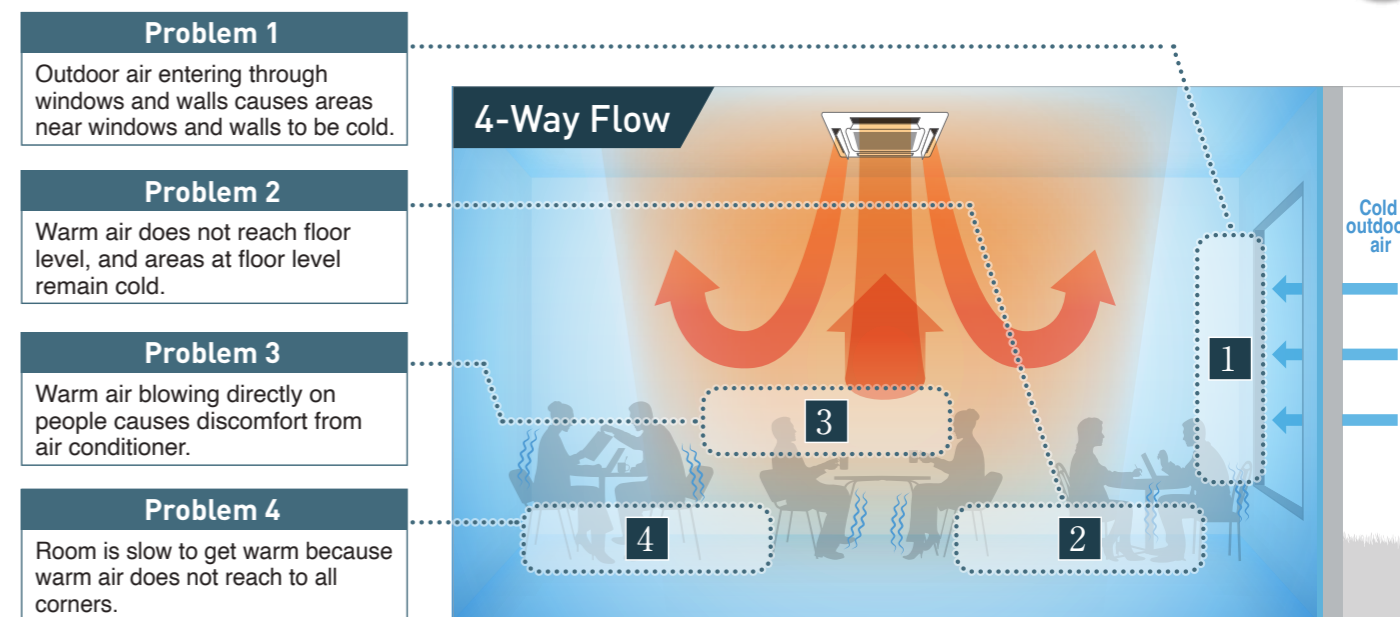 Problem 1
Outdoor air entering through
windows and walls causes areas
near windows and walls to be cold.
Problem 2
Warm air does not reach floor
level, and areas at floor level
remain cold.
Problem 3
Warm air blowing directly on
people causes discomfort from
air conditioner.
Problem 4
Room is slow to get warm because
warm air does not reach to all
corners.
4-Way Flow
1
3
4
2
Cold
air